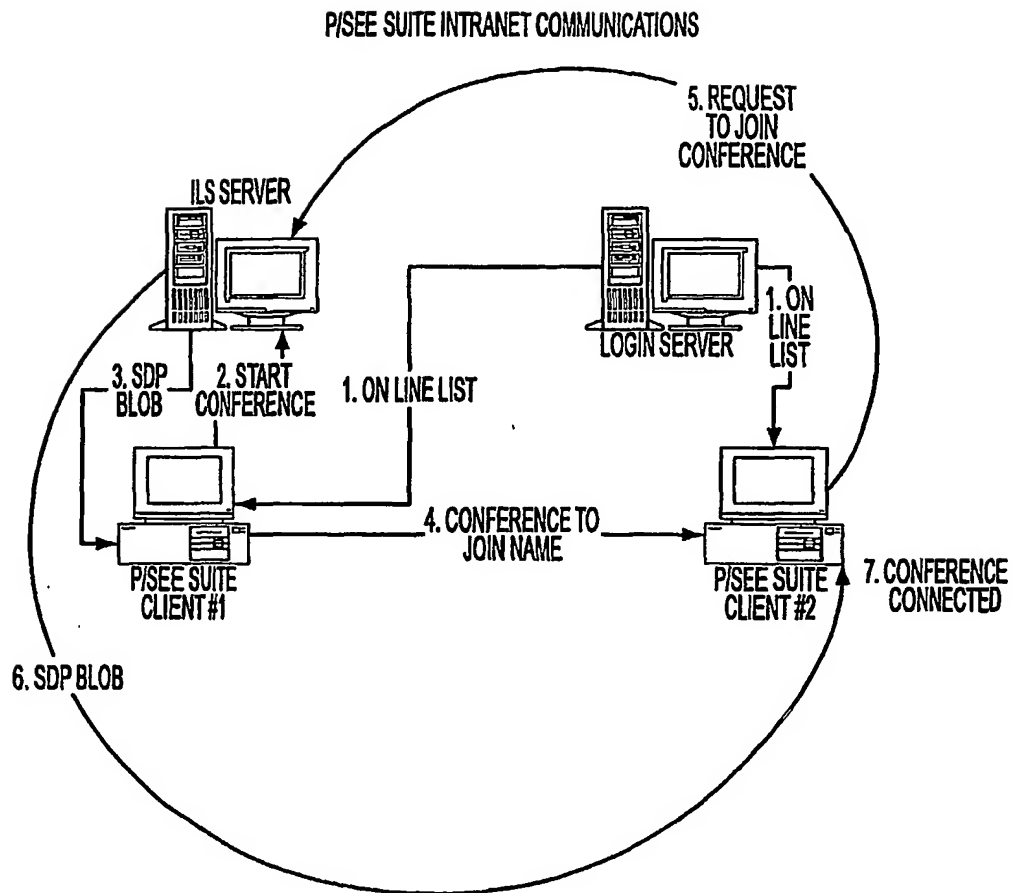 P/SEE SUITE INTRANET COMMUNICATIONS
5. REQUEST
TO JOIN
CONFERENCE
ILS SERVER
LOGIN SERVER
1. ON
LINE
LIST
3. SDP
BLOB
2. START
CONFERENCE
1. ON LINE LIST
4. CONFERENCE TO
JOIN NAME
P/SEE SUITE
CLIENT #1
P/SEE SUITE
CLIENT #2
7. CONFERENCE
CONNECTED
6. SDP BLOB